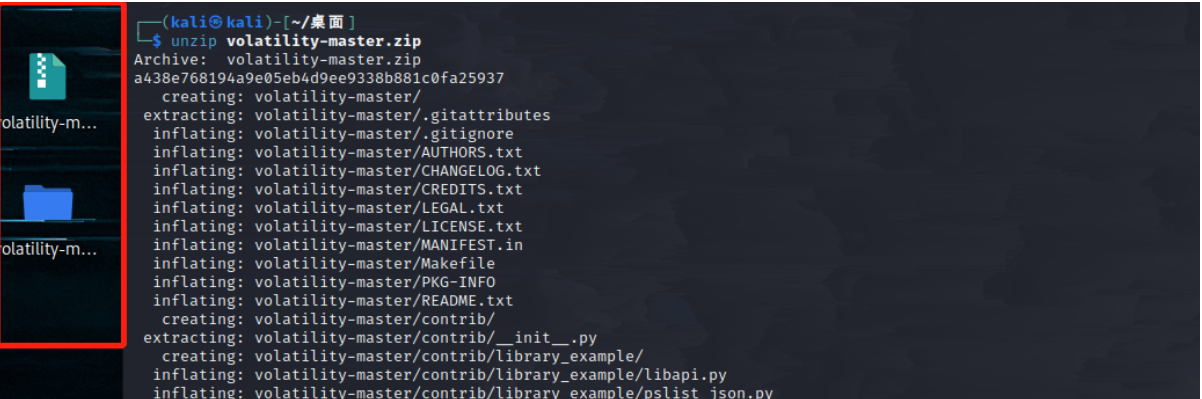 olatility-m...
olatility-m...
┌──(kali㉿kali)-[~/桌面]
└─$ unzip volatility-master.zip
Archive:  volatility-master.zip
a438e768194a9e05eb4d9ee9338b881c0fa25937
   creating: volatility-master/
 extracting: volatility-master/.gitattributes
  inflating: volatility-master/.gitignore
  inflating: volatility-master/AUTHORS.txt
  inflating: volatility-master/CHANGELOG.txt
  inflating: volatility-master/CREDITS.txt
  inflating: volatility-master/LEGAL.txt
  inflating: volatility-master/LICENSE.txt
  inflating: volatility-master/MANIFEST.in
  inflating: volatility-master/Makefile
  inflating: volatility-master/PKG-INFO
  inflating: volatility-master/README.txt
   creating: volatility-master/contrib/
 extracting: volatility-master/contrib/__init__.py
   creating: volatility-master/contrib/library_example/
  inflating: volatility-master/contrib/library_example/libapi.py
  inflating: volatility-master/contrib/library_example/pslist_json.py